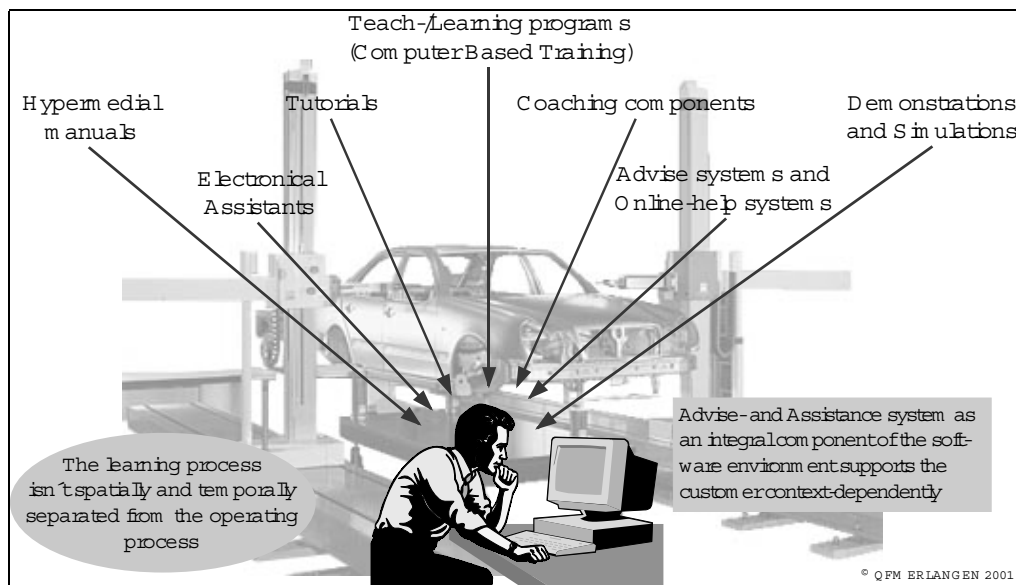 Teach-/Learning programs
(Computer Based Training)
Hypermedial
manuals
Tutorials
Coaching components
Demonstrations
and Simulations
Electronical
Assistants
Advise systems and
Online-help systems
The learning process
isn´t spatially and temporally
separated from the operating
process
Advise- and Assistance system as
an integral component of the soft-
ware environment supports the
customer context-dependently
© QFM ERLANGEN 2001